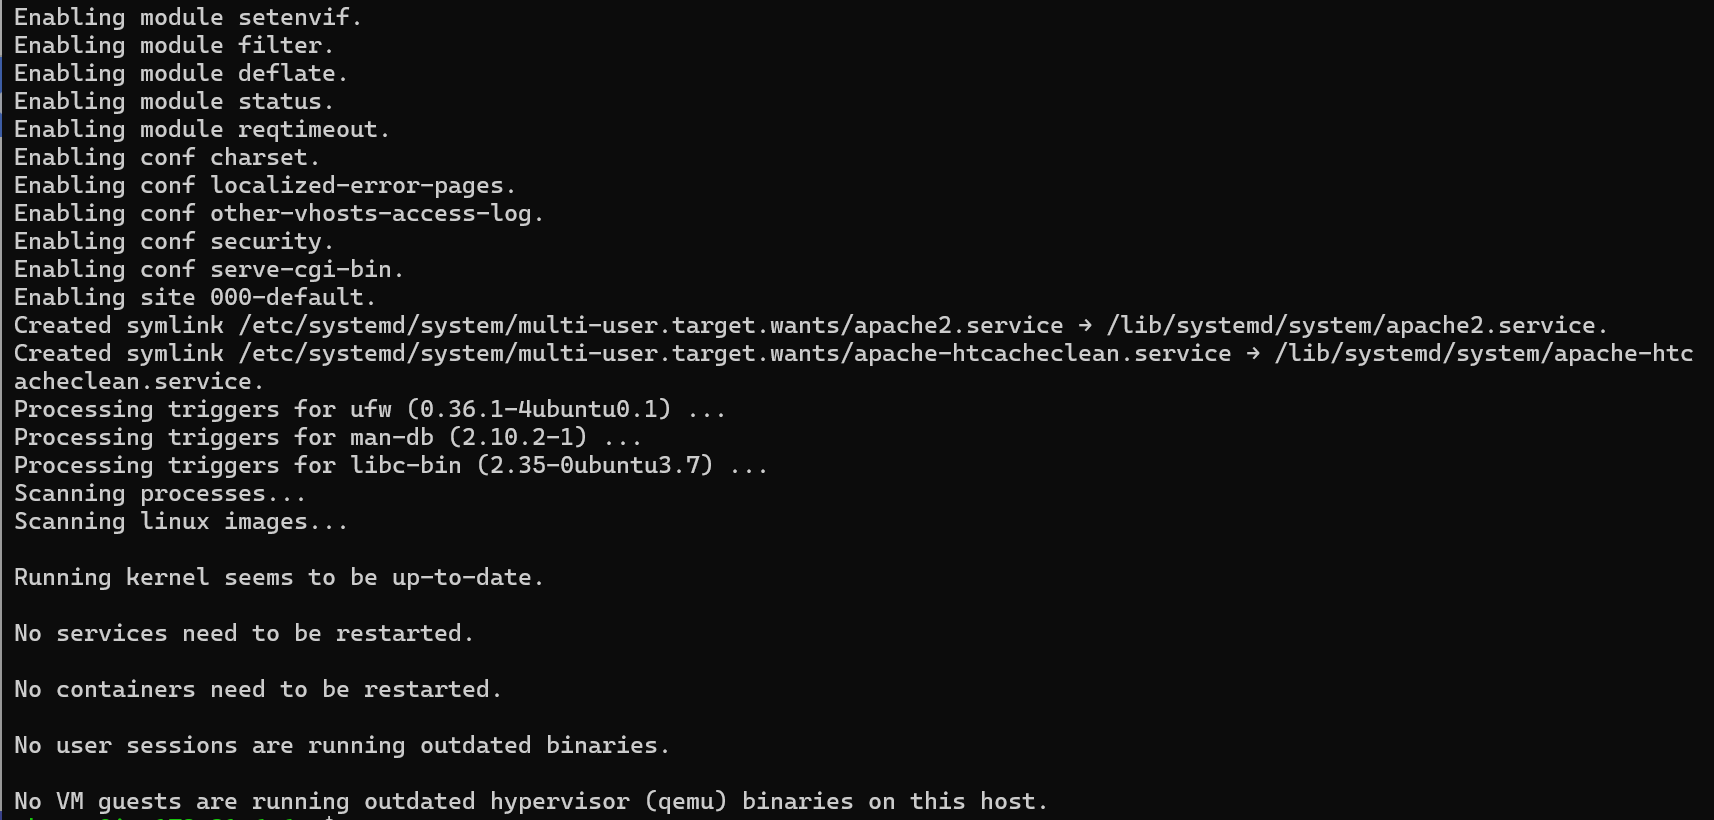 Enabling module setenvif.
Enabling module filter.
Enabling module deflate.
Enabling module status.
Enabling module reqtimeout.
Enabling conf charset.
Enabling conf localized-error-pages.
Enabling conf other-vhosts-access-log.
Enabling conf security.
Enabling conf serve-cgi-bin.
Enabling site 000-default.
Created symlink /etc/systemd/system/multi-user.target.wants/apache2.service → /lib/systemd/system/apache2.service.
Created symlink /etc/systemd/system/multi-user.target.wants/apache-htcacheclean.service → /lib/systemd/system/apache-htc
acheclean.service.
Processing triggers for ufw (0.36.1-4ubuntu0.1) ...
Processing triggers for man-db (2.10.2-1) ...
Processing triggers for libc-bin (2.35-0ubuntu3.7) ...
Scanning processes...
Scanning linux images...
Running kernel seems to be up-to-date.
No services need to be restarted.
No containers need to be restarted.
No user sessions are running outdated binaries.
No VM guests are running outdated hypervisor (qemu) binaries on this host.